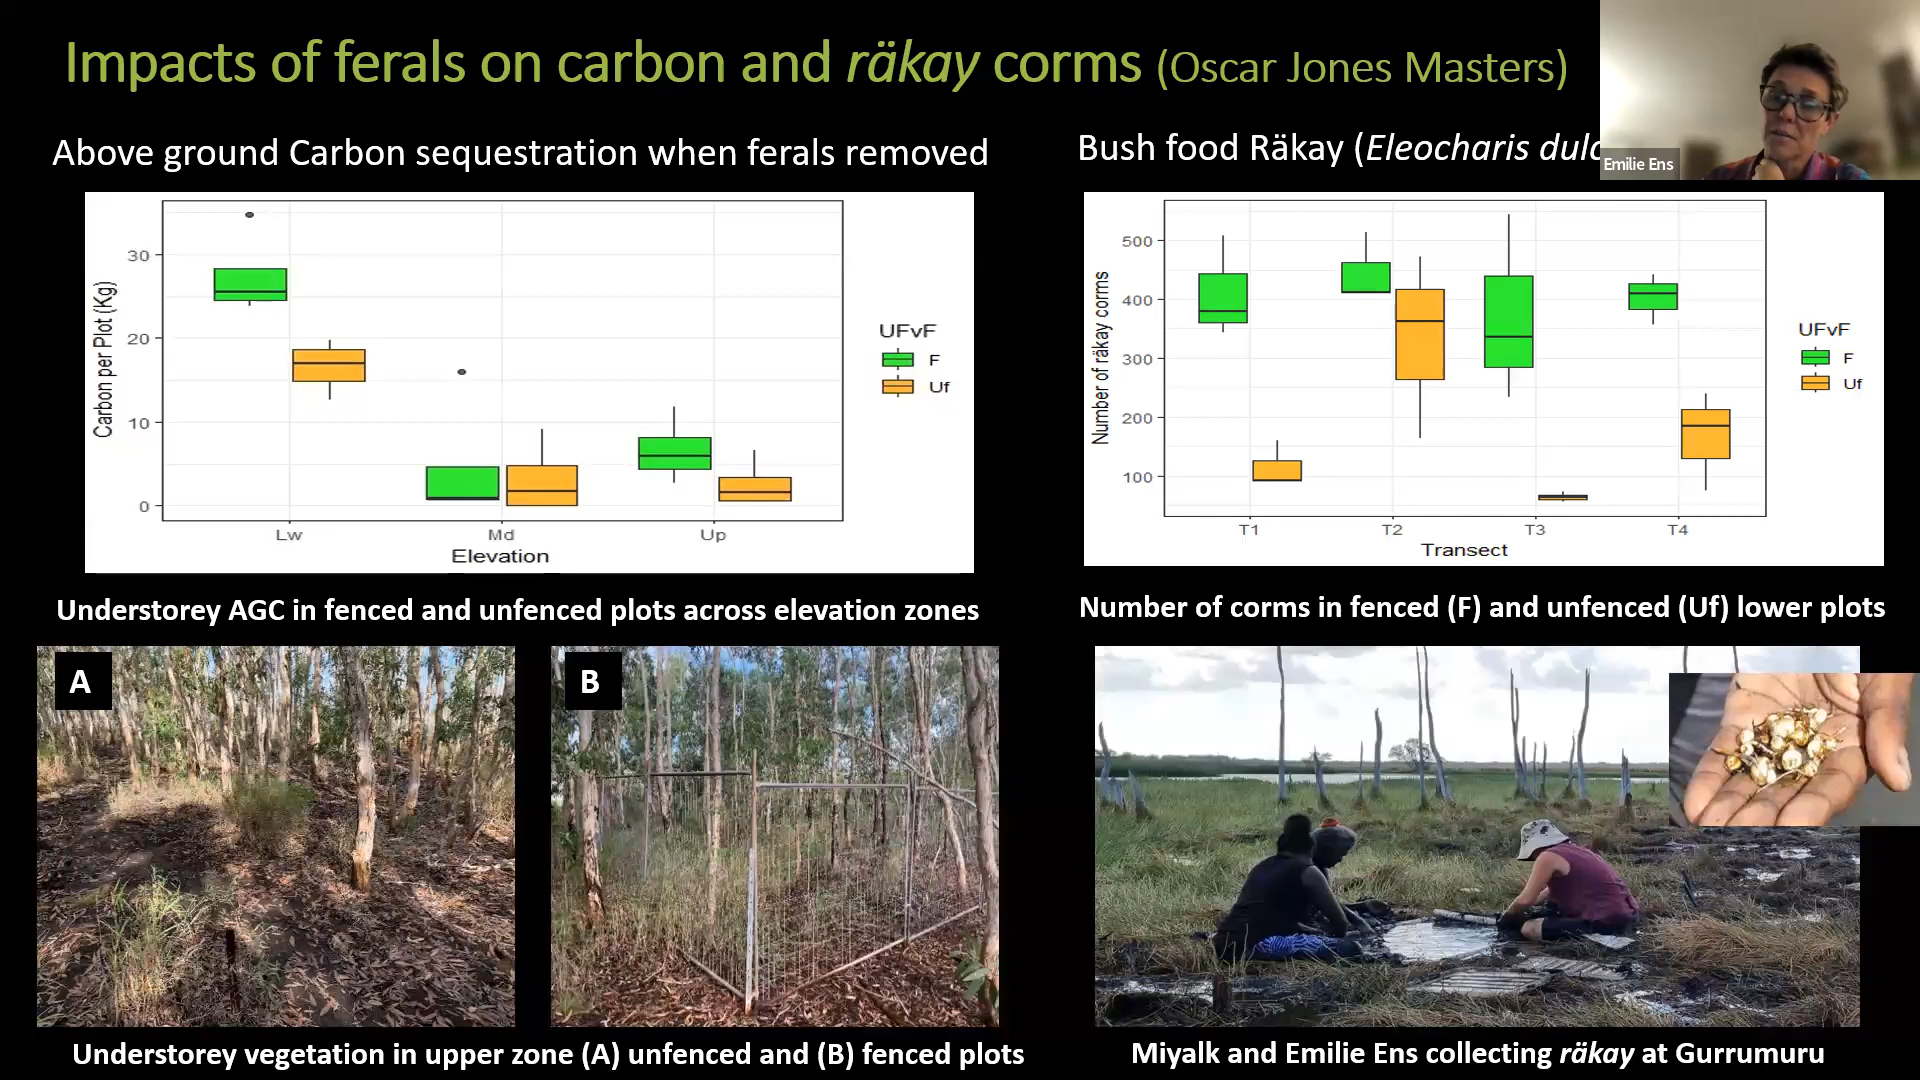 Impacts of ferals on carbon and räkay corms (Oscar Jones Masters)
Emilie Ens
Above ground Carbon sequestration when ferals removed
Carbon per Plot (Kg)
30
20
10
0
Lw Md Up
Elevation
UFvF
F
Uf
Understorey AGC in fenced and unfenced plots across elevation zones
A
B
Understorey vegetation in upper zone (A) unfenced and (B) fenced plots
Bush food Räkay (Eleocharis dulc
Number of räkay corms
500
400
300
200
100
T1 T2 T3 T4
Transect
UFvF
F
Uf
Number of corms in fenced (F) and unfenced (Uf) lower plots
Miyalk and Emilie Ens collecting räkay at Gurrumuru